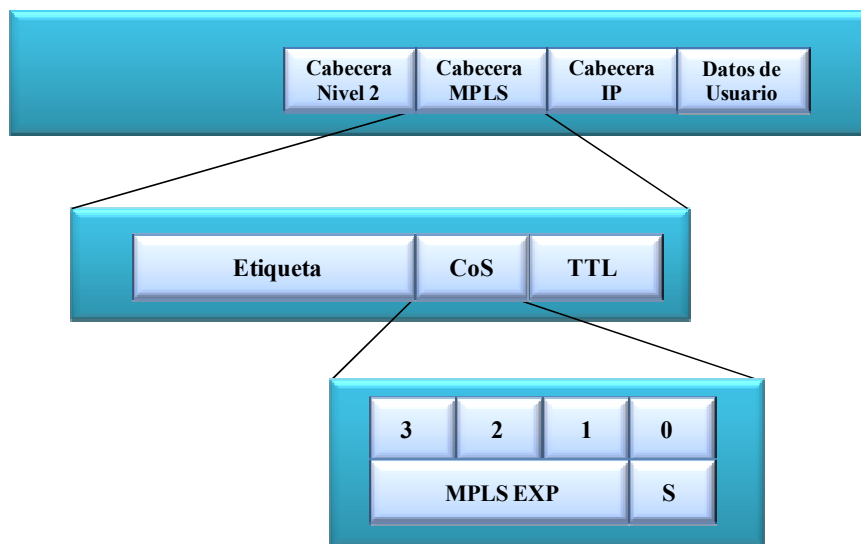 Cabecera Nivel 2
Cabecera MPLS
Cabecera IP
Datos de Usuario
Etiqueta
CoS
TTL
3
2
1
0
MPLS EXP
S